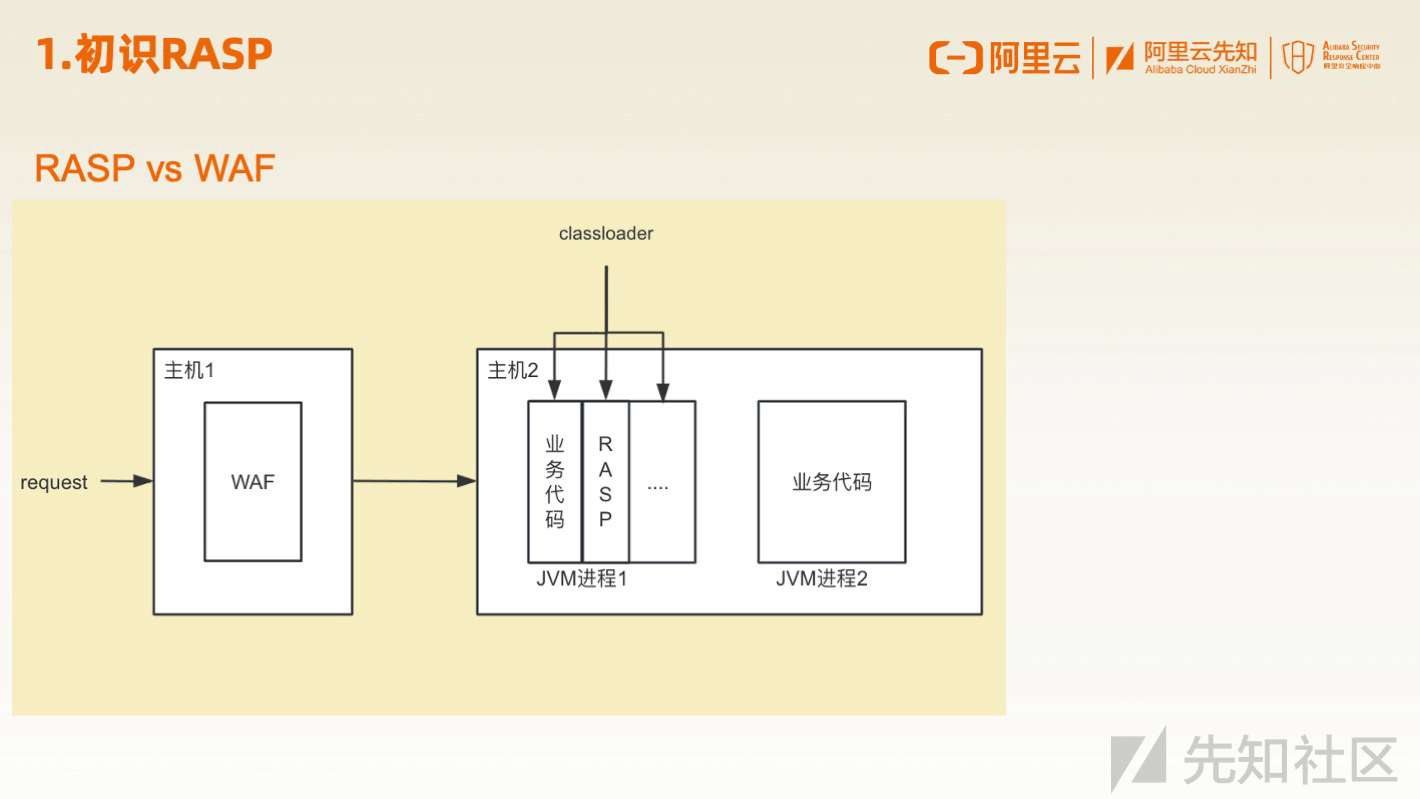 1.初识RASP
阿里云
阿里云先知
Alibaba Cloud XianZhi
ALIBABA SECURITY
RESPONSE CENTER
阿里安全响应中心
RASP vs WAF
classloader
主机1
主机2
request
WAF
业务代码
RASP
....
业务代码
JVM进程1
JVM进程2
先知社区